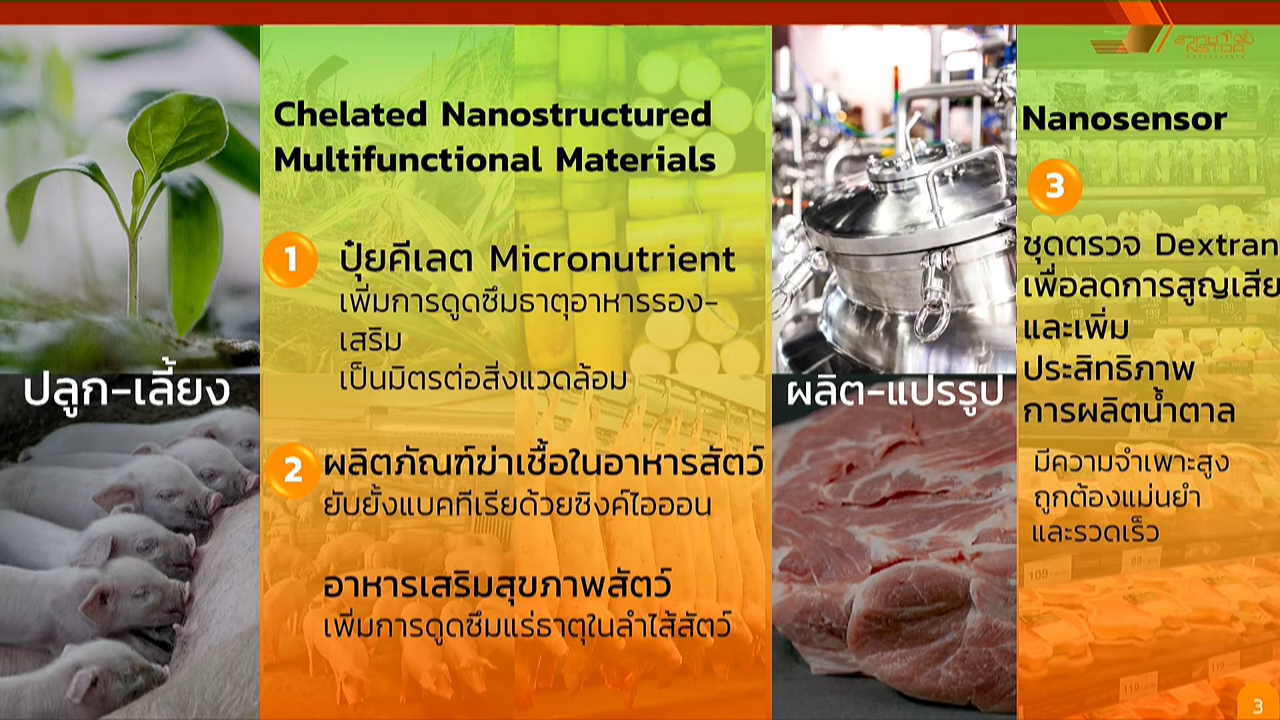 สวทช
NSTDA
Chelated Nanostructured
Multifunctional Materials
1
ปุ๋ยคีเลต Micronutrient
เพิ่มการดูดซึมธาตุอาหารรอง-
เสริม
เป็นมิตรต่อสิ่งแวดล้อม
ปลูก-เลี้ยง
2
ผลิตภัณฑ์ฆ่าเชื้อในอาหารสัตว์
ยับยั้งแบคทีเรียด้วยซิงค์ไอออน
อาหารเสริมสุขภาพสัตว์
เพิ่มการดูดซึมแร่ธาตุในลำไส้สัตว์
ผลิต-แปรรูป
Nanosensor
3
ชุดตรวจ Dextran
เพื่อลดการสูญเสีย
และเพิ่ม
ประสิทธิภาพ
การผลิตน้ำตาล
มีความจำเพาะสูง
ถูกต้องแม่นยำ
และรวดเร็ว
109-
89-
119-
119-
3